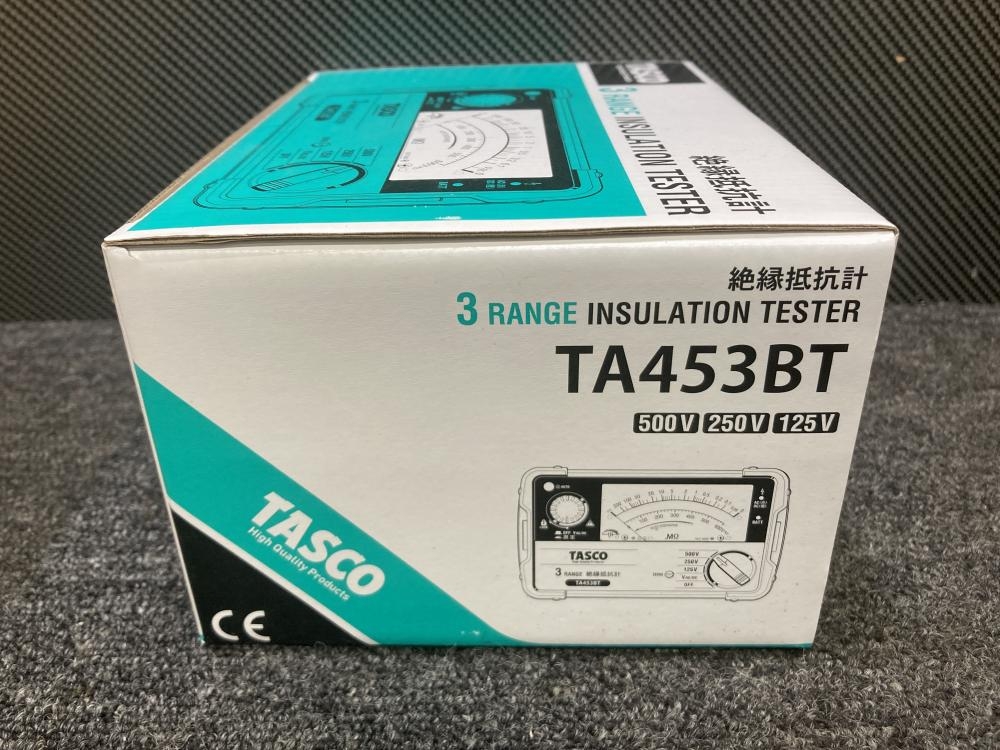 TASCO
3 RANGE INSULATION TESTER
絶縁抵抗計
絶縁抵抗計
3 RANGE INSULATION TESTER
TA453BT
500V 250V 125V
TASCO
High Quality Products
CE
TASCO
3 RANGE 絶縁抵抗計
TA453BT
MΩ
500V
250V
125V
OFF
BATT.